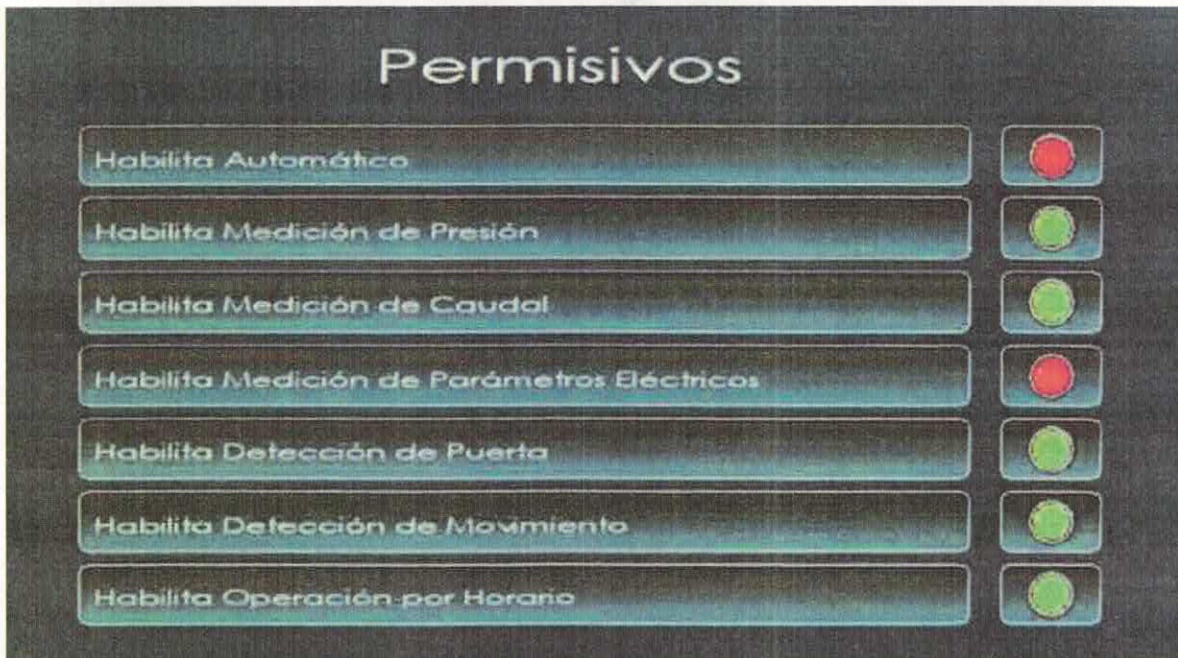 Permisivos
Habilita Automático
Habilita Medición de Presión
Habilita Medición de Caudal
Habilita Medición de Parámetros Eléctricos
Habilita Detección de Puerta
Habilita Detección de Movimiento
Habilita Operación por Horario